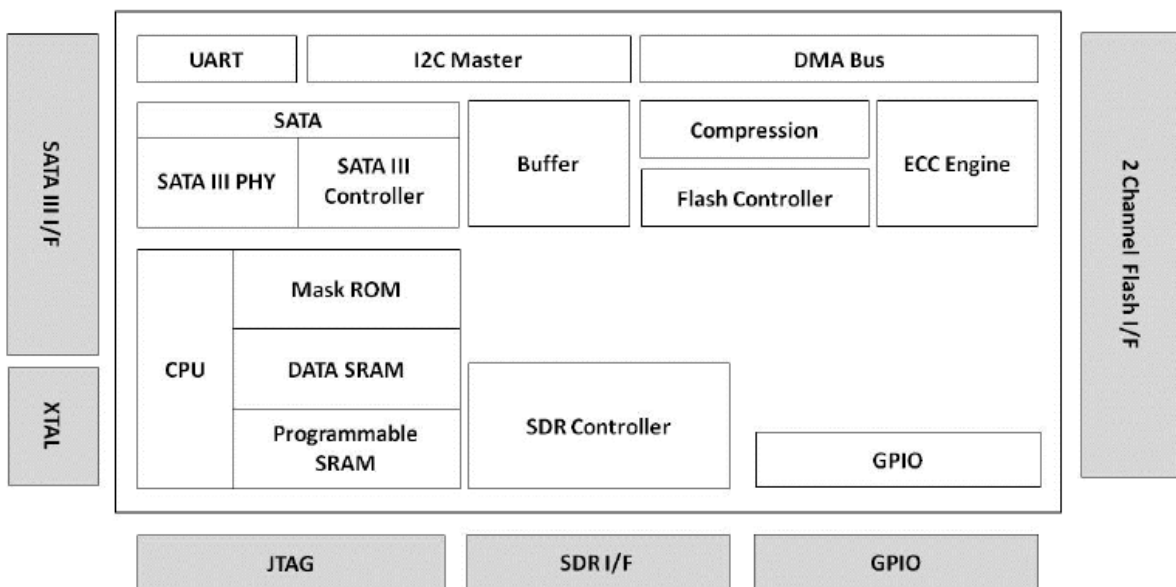 UART
I2C Master
DMA Bus
SATA
SATA III PHY
SATA III
Controller
Buffer
Compression
Flash Controller
ECC Engine
SATA III I/F
2 Channel Flash I/F
CPU
Mask ROM
DATA SRAM
Programmable
SRAM
SDR Controller
GPIO
XTAL
JTAG
SDR I/F
GPIO